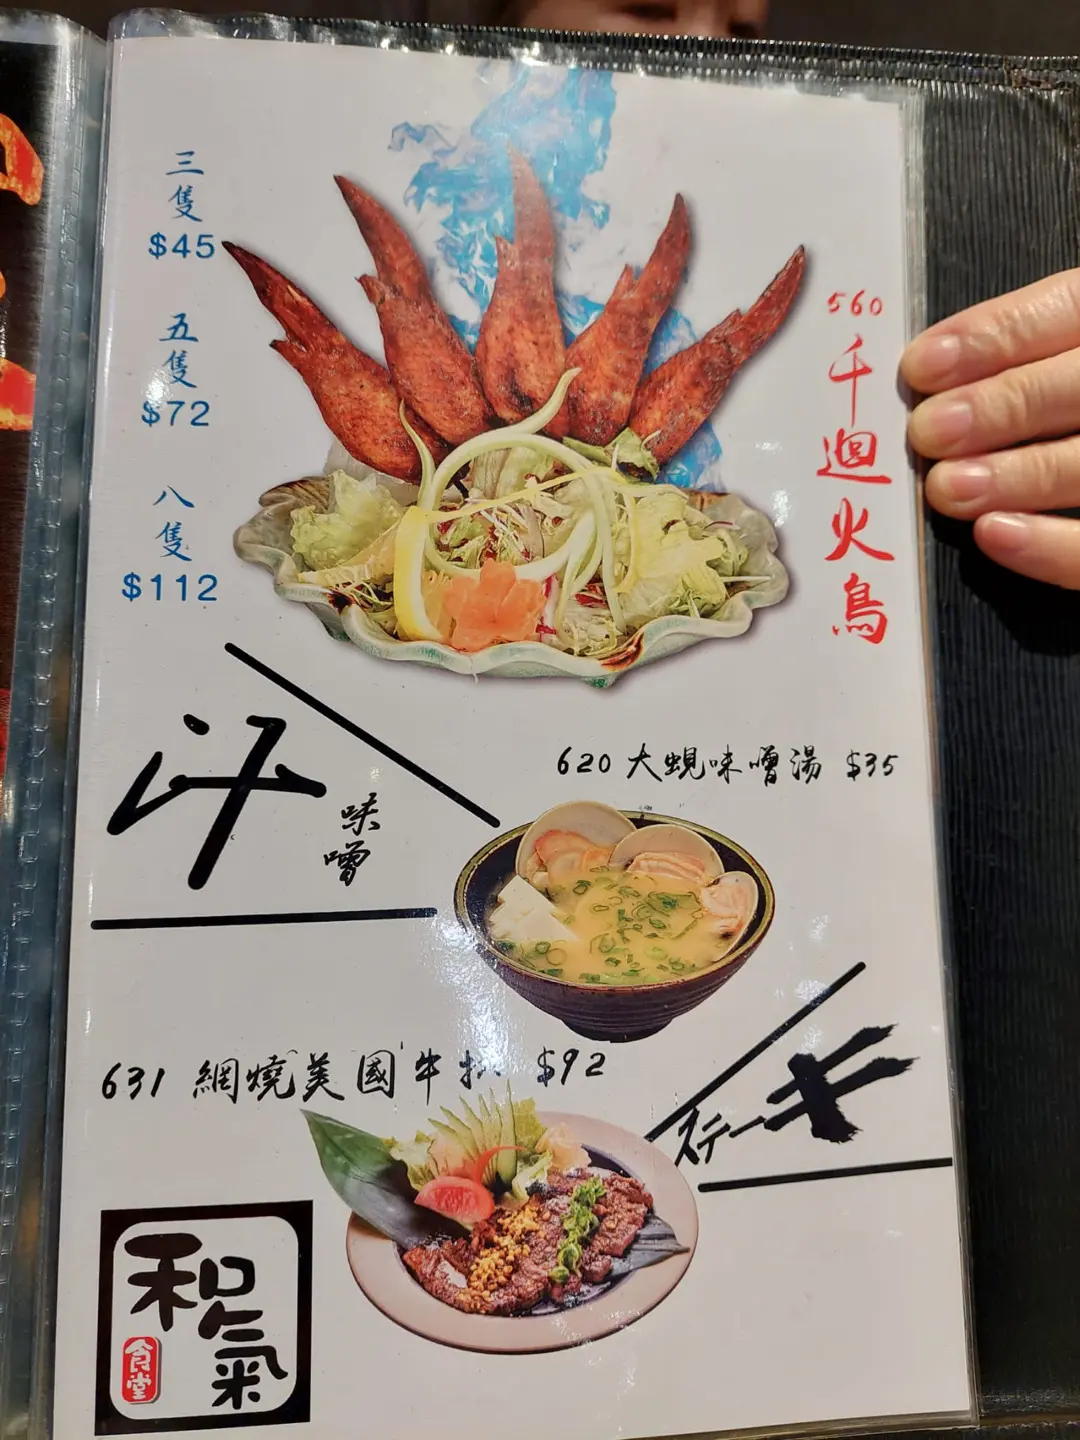 三隻
$45
五隻
$72
八隻
$112
560
千迴火鳥
汁
味噌
620 大蜆味噌湯 $35
631 網燒美國牛扒 $92
ステーキ
和氣
食堂